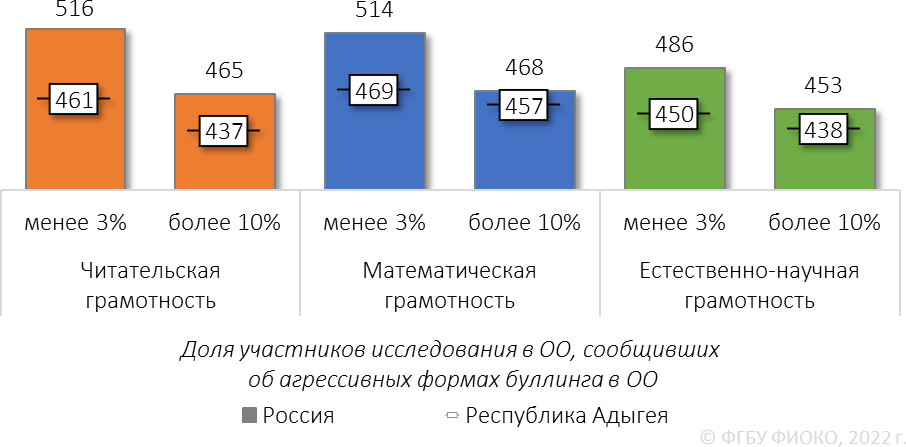 516
461
465
437
514
469
468
457
486
450
453
438
менее 3% более 10% менее 3% более 10% менее 3% более 10%
Читательская
грамотность
Математическая
грамотность
Естественно-научная
грамотность
Доля участников исследования в ОО, сообщивших
об агрессивных формах буллинга в ОО
Россия Республика Адыгея
© ФГБУ ФИОКО, 2022 г.